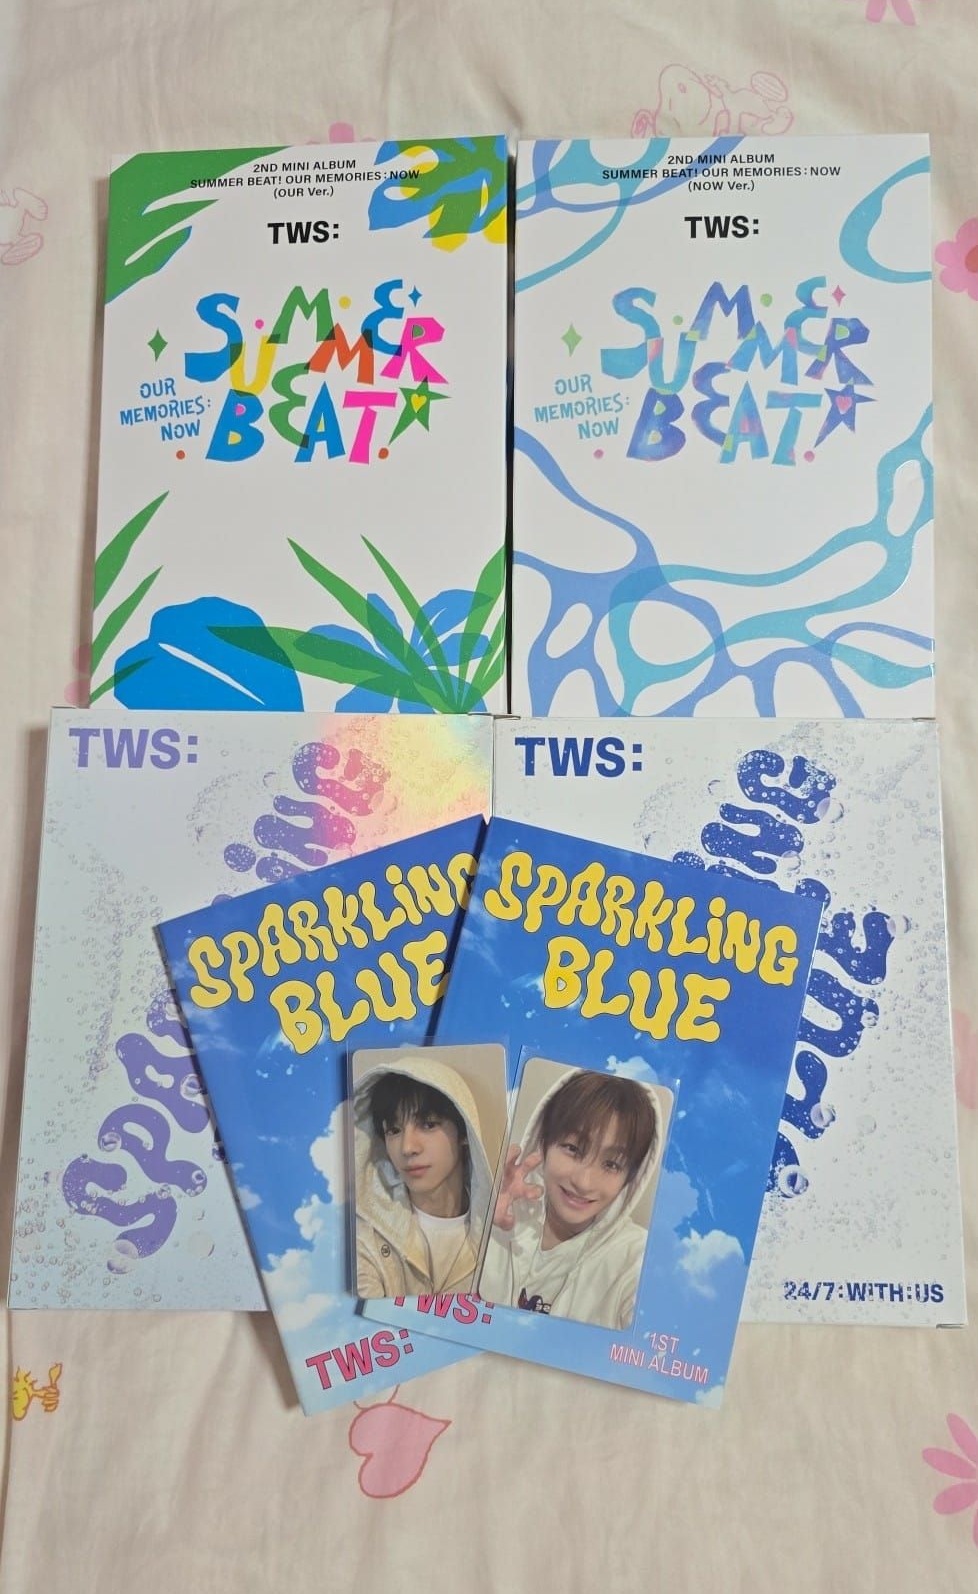 2ND MINI ALBUM
SUMMER BEAT! OUR MEMORIES : NOW
(OUR Ver.)
TWS:
SUMMER
BEAT!
OUR
MEMORIES:
NOW
2ND MINI ALBUM
SUMMER BEAT! OUR MEMORIES : NOW
(NOW Ver.)
TWS:
SUMMER
BEAT!
OUR
MEMORIES:
NOW
TWS:
TWS:
SPARKLiNG
BLUE
TWS:
TWS:
SPARKLiNG
BLUE
1ST
MINI ALBUM
24/7:WITH:US